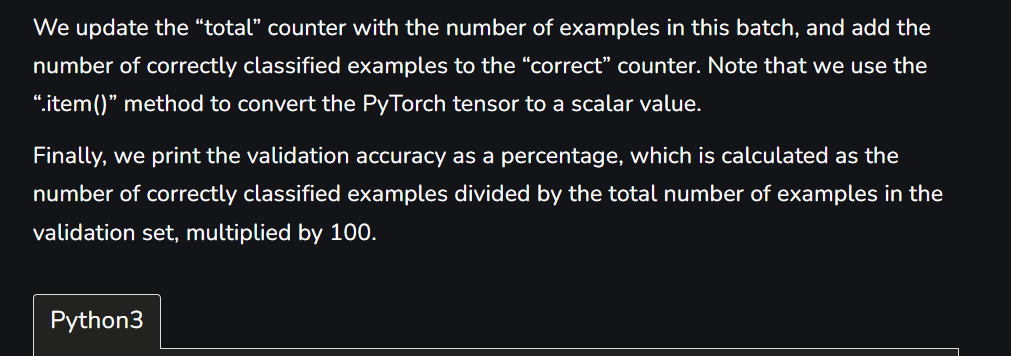 We update the “total” counter with the number of examples in this batch, and add the
number of correctly classified examples to the “correct” counter. Note that we use the
“.item()” method to convert the PyTorch tensor to a scalar value.
Finally, we print the validation accuracy as a percentage, which is calculated as the
number of correctly classified examples divided by the total number of examples in the
validation set, multiplied by 100.
Python3